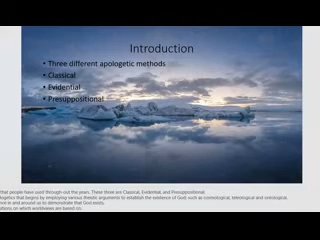 Introduction
• Three different apologetic methods
• Classical
• Evidential
• Presuppositional
that people have used through-out the years. These three are Classical, Evidential, and Presuppositional.
logetics that begins by employing various theistic arguments to establish the existence of God such as cosmological, teleological and ontological.
nce in and around us to demonstrate that God exists.
sitions on which worldviews are based on.